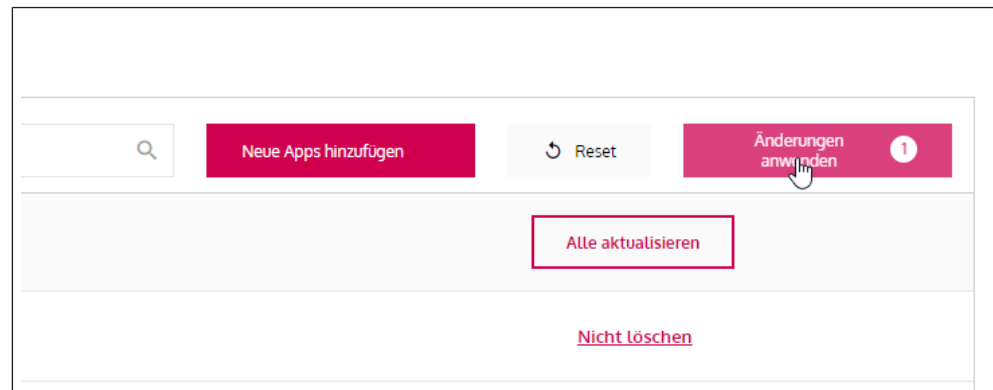 Neue Apps hinzufügen
Reset
Änderungen
anwenden
1
Alle aktualisieren
Nicht löschen